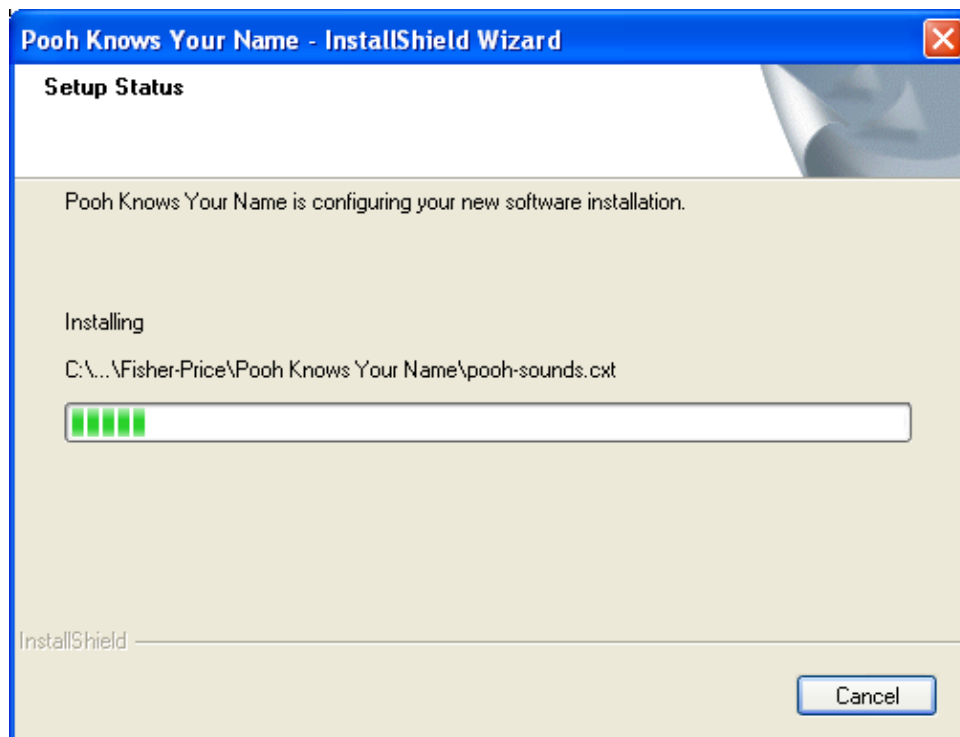 Pooh Knows Your Name - InstallShield Wizard
Setup Status
Pooh Knows Your Name is configuring your new software installation.
Installing
C:\...\Fisher-Price\Pooh Knows Your Name\pooh-sounds.cxt
InstallShield
Cancel